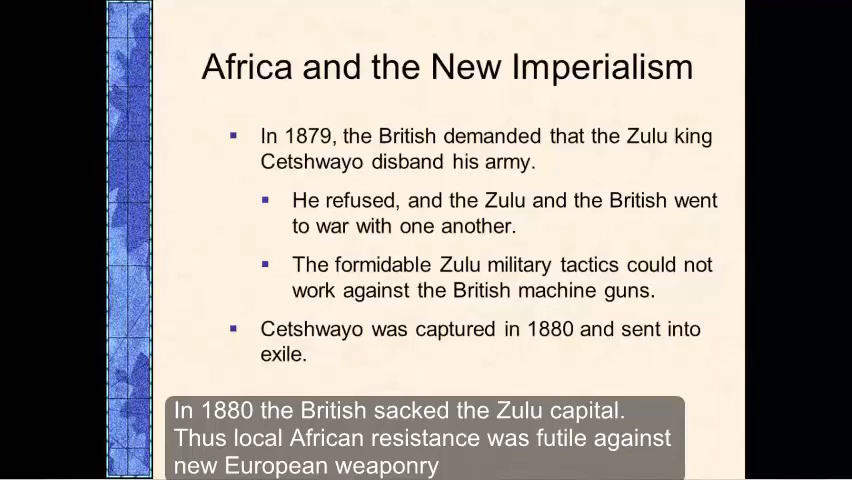 Africa and the New Imperialism
In 1879, the British demanded that the Zulu king
Cetshwayo disband his army.
He refused, and the Zulu and the British went
to war with one another.
The formidable Zulu military tactics could not
work against the British machine guns.
Cetshwayo was captured in 1880 and sent into
exile.
In 1880 the British sacked the Zulu capital.
Thus local African resistance was futile against
new European weaponry